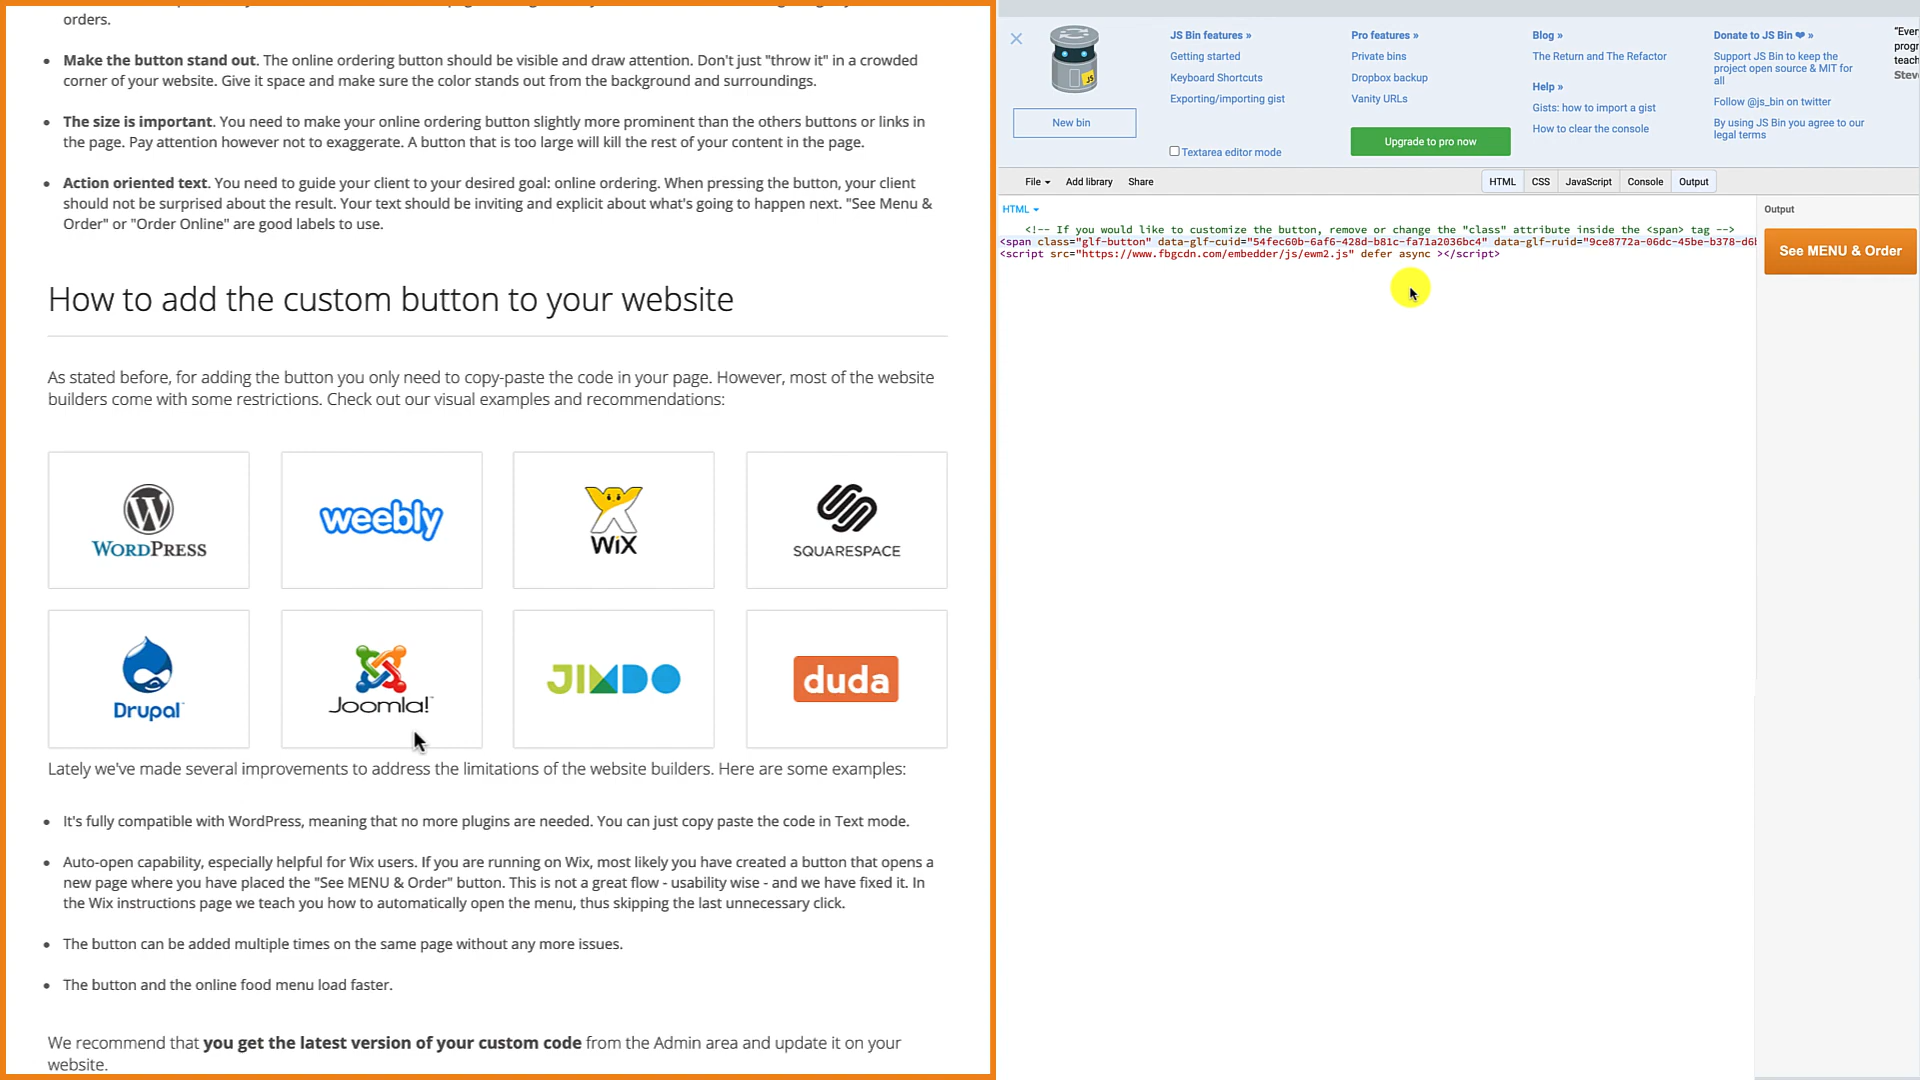 orders.
Make the button stand out. The online ordering button should be visible and draw attention. Don't just "throw it" in a crowded
corner of your website. Give it space and make sure the color stands out from the background and surroundings.
The size is important. You need to make your online ordering button slightly more prominent than the others buttons or links in
the page. Pay attention however not to exaggerate. A button that is too large will kill the rest of your content in the page.
Action oriented text. You need to guide your client to your desired goal: online ordering. When pressing the button, your client
should not be surprised about the result. Your text should be inviting and explicit about what's going to happen next. "See Menu &
Order" or "Order Online" are good labels to use.
How to add the custom button to your website
As stated before, for adding the button you only need to copy-paste the code in your page. However, most of the website
builders come with some restrictions. Check out our visual examples and recommendations:
WORDPRESS
weebly
WiX
SQUARESPACE
Drupal
Joomla!
JIMDO
duda
Lately we've made several improvements to address the limitations of the website builders. Here are some examples:
It's fully compatible with WordPress, meaning that no more plugins are needed. You can just copy paste the code in Text mode.
Auto-open capability, especially helpful for Wix users. If you are running on Wix, most likely you have created a button that opens a
new page where you have placed the "See MENU & Order" button. This is not a great flow - usability wise - and we have fixed it. In
the Wix instructions page we teach you how to automatically open the menu, thus skipping the last unnecessary click.
The button can be added multiple times on the same page without any more issues.
The button and the online food menu load faster.
We recommend that you get the latest version of your custom code from the Admin area and update it on your
website.
JS
New bin
JS Bin features »
Getting started
Keyboard Shortcuts
Exporting/importing gist
Textarea editor mode
Pro features »
Private bins
Dropbox backup
Vanity URLs
Upgrade to pro now
Blog »
The Return and The Refactor
Help »
Gists: how to import a gist
How to clear the console
Donate to JS Bin ❤ »
Support JS Bin to keep the
project open source & MIT for
all
Follow @js_bin on twitter
By using JS Bin you agree to our
legal terms
"Ever
progr
teach
Steve
File Add library Share HTML CSS JavaScript Console Output
HTML
<!-- If you would like to customize the button, remove or change the "class" attribute inside the <span> tag -->
<span class="glf-button" data-glf-cuid="54fec60b-6af6-428d-b81c-fa71a2036bc4" data-glf-ruid="9ce8772a-06dc-45be-b378-d6b
<script src="https://www.fbgcdn.com/embedder/js/ewm2.js" defer async ></script>
Output
See MENU & Order